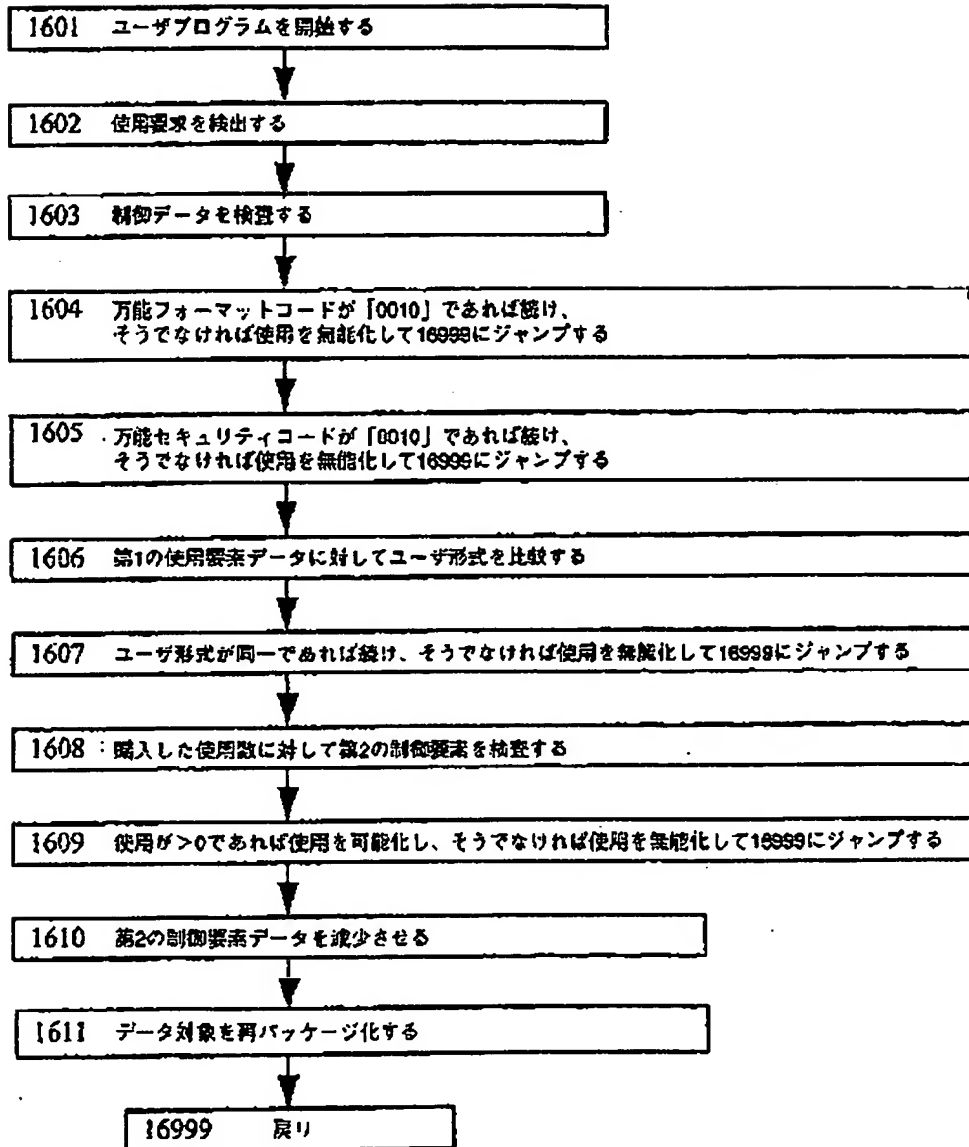 1601 ユーザプログラムを開始する
1602 使用要求を検出する
1603 制御データを検査する
1604 万能フォーマットコードが「0010」であれば続け、
そうでなければ使用を無能化して16999にジャンプする
1605 万能セキュリティコードが「0010」であれば続け、
そうでなければ使用を無能化して16999にジャンプする
1606 第1の使用要素データに対してユーザ形式を比較する
1607 ユーザ形式が同一であれば続け、そうでなければ使用を無能化して16999にジャンプする
1608 購入した使用数に対して第2の制御要素を検査する
1609 使用が>0であれば使用を可能化し、そうでなければ使用を無能化して16999にジャンプする
1610 第2の制御要素データを減少させる
1611 データ対象を再パッケージ化する
16999 戻り